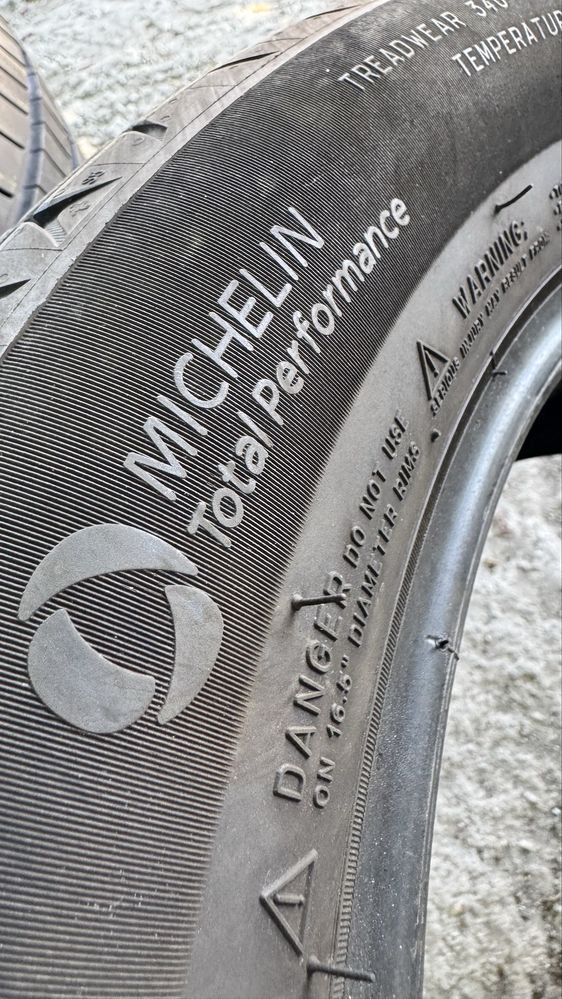 TREADWEAR 340
TEMPERATURE
MICHELIN
Total Performance
WARNING:
DANGER DO NOT USE
ON 16.5" DIAMETER RIMS